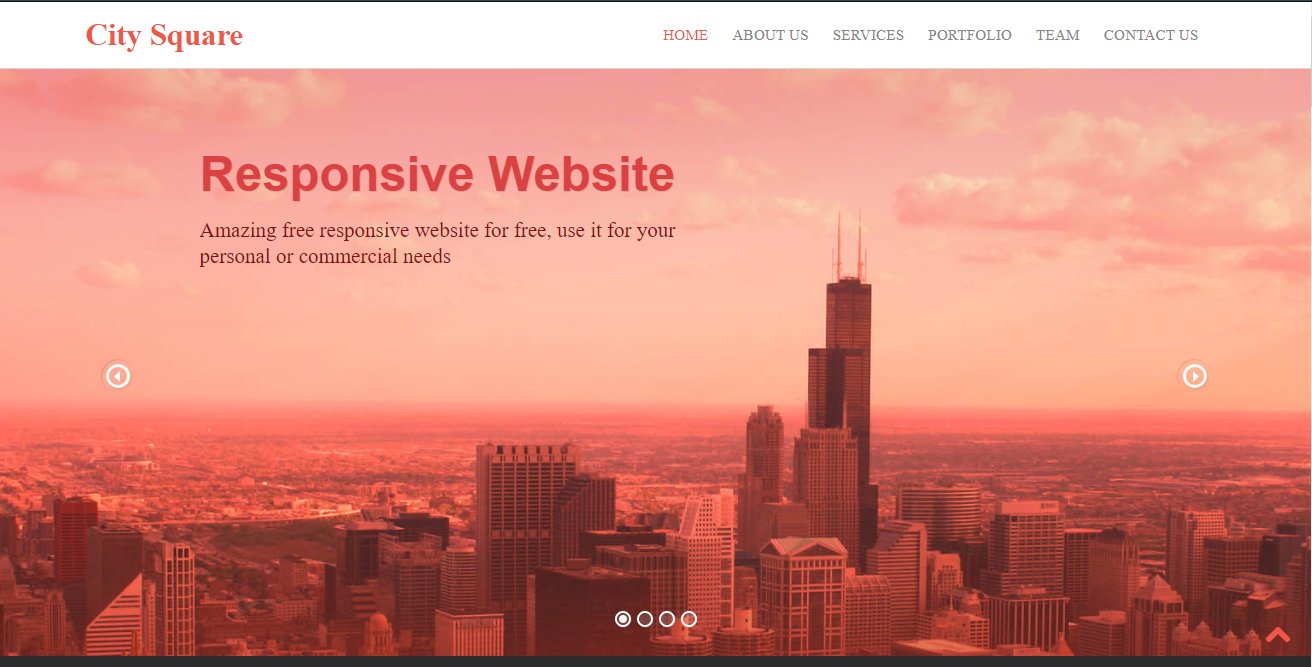 City Square
HOME ABOUT US SERVICES PORTFOLIO TEAM CONTACT US
Responsive Website
Amazing free responsive website for free, use it for your
personal or commercial needs